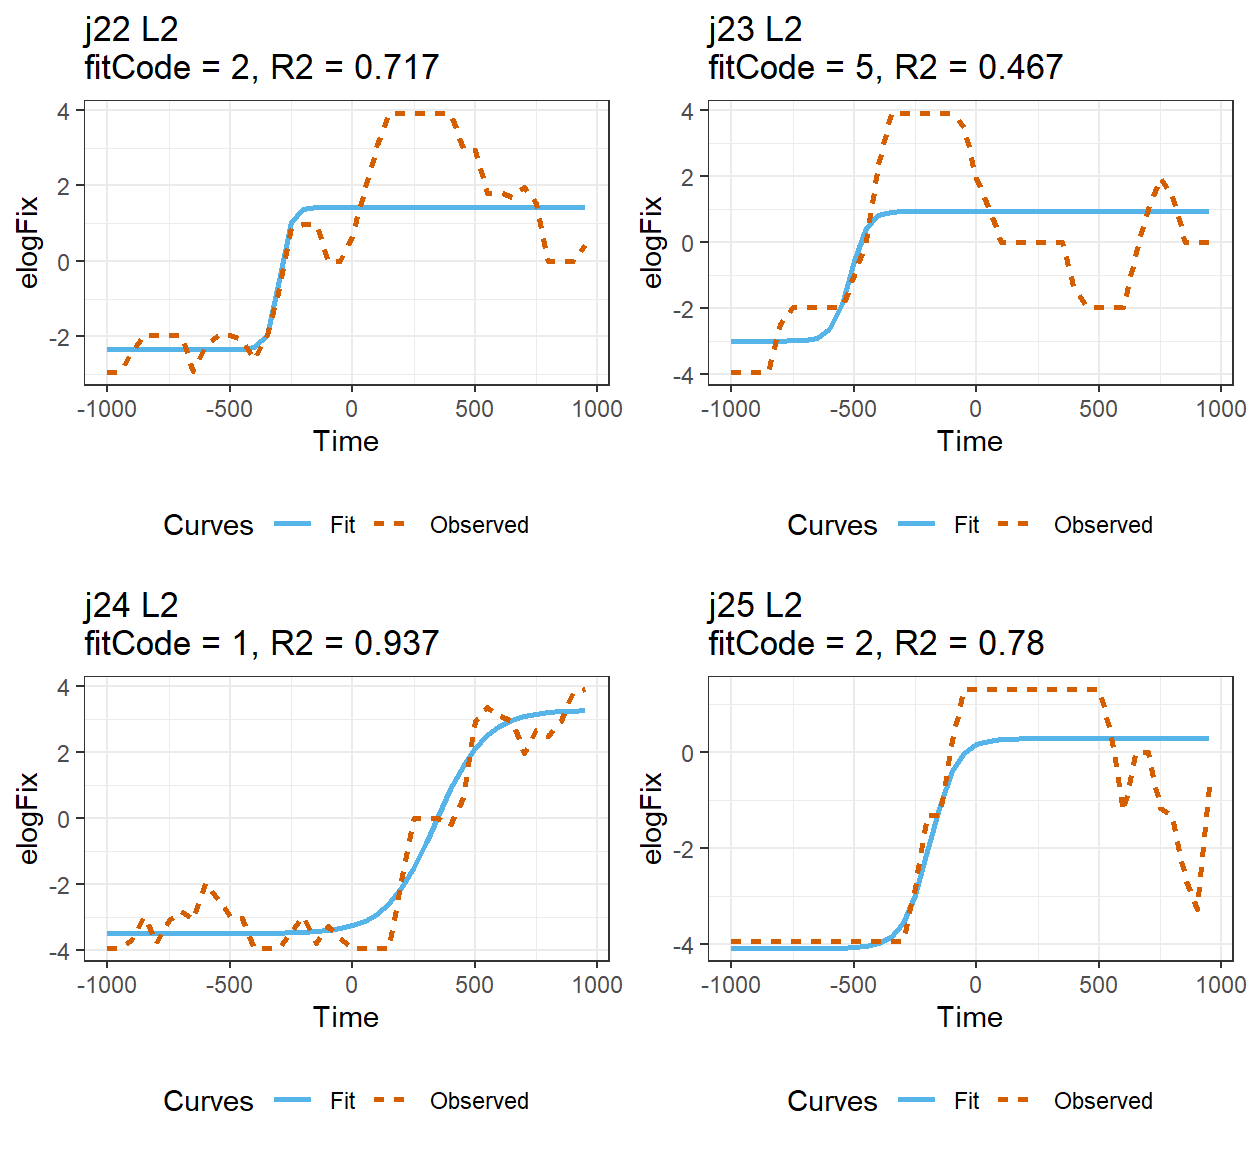 j22 L2
fitCode = 2, R2 = 0.717
4
2
0
-2
elogFix
-1000 -500 0 500 1000
Time
Curves Fit Observed
j23 L2
fitCode = 5, R2 = 0.467
4
2
0
-2
-4
elogFix
-1000 -500 0 500 1000
Time
Curves Fit Observed
j24 L2
fitCode = 1, R2 = 0.937
4
2
0
-2
-4
elogFix
-1000 -500 0 500 1000
Time
Curves Fit Observed
j25 L2
fitCode = 2, R2 = 0.78
0
-2
-4
elogFix
-1000 -500 0 500 1000
Time
Curves Fit Observed